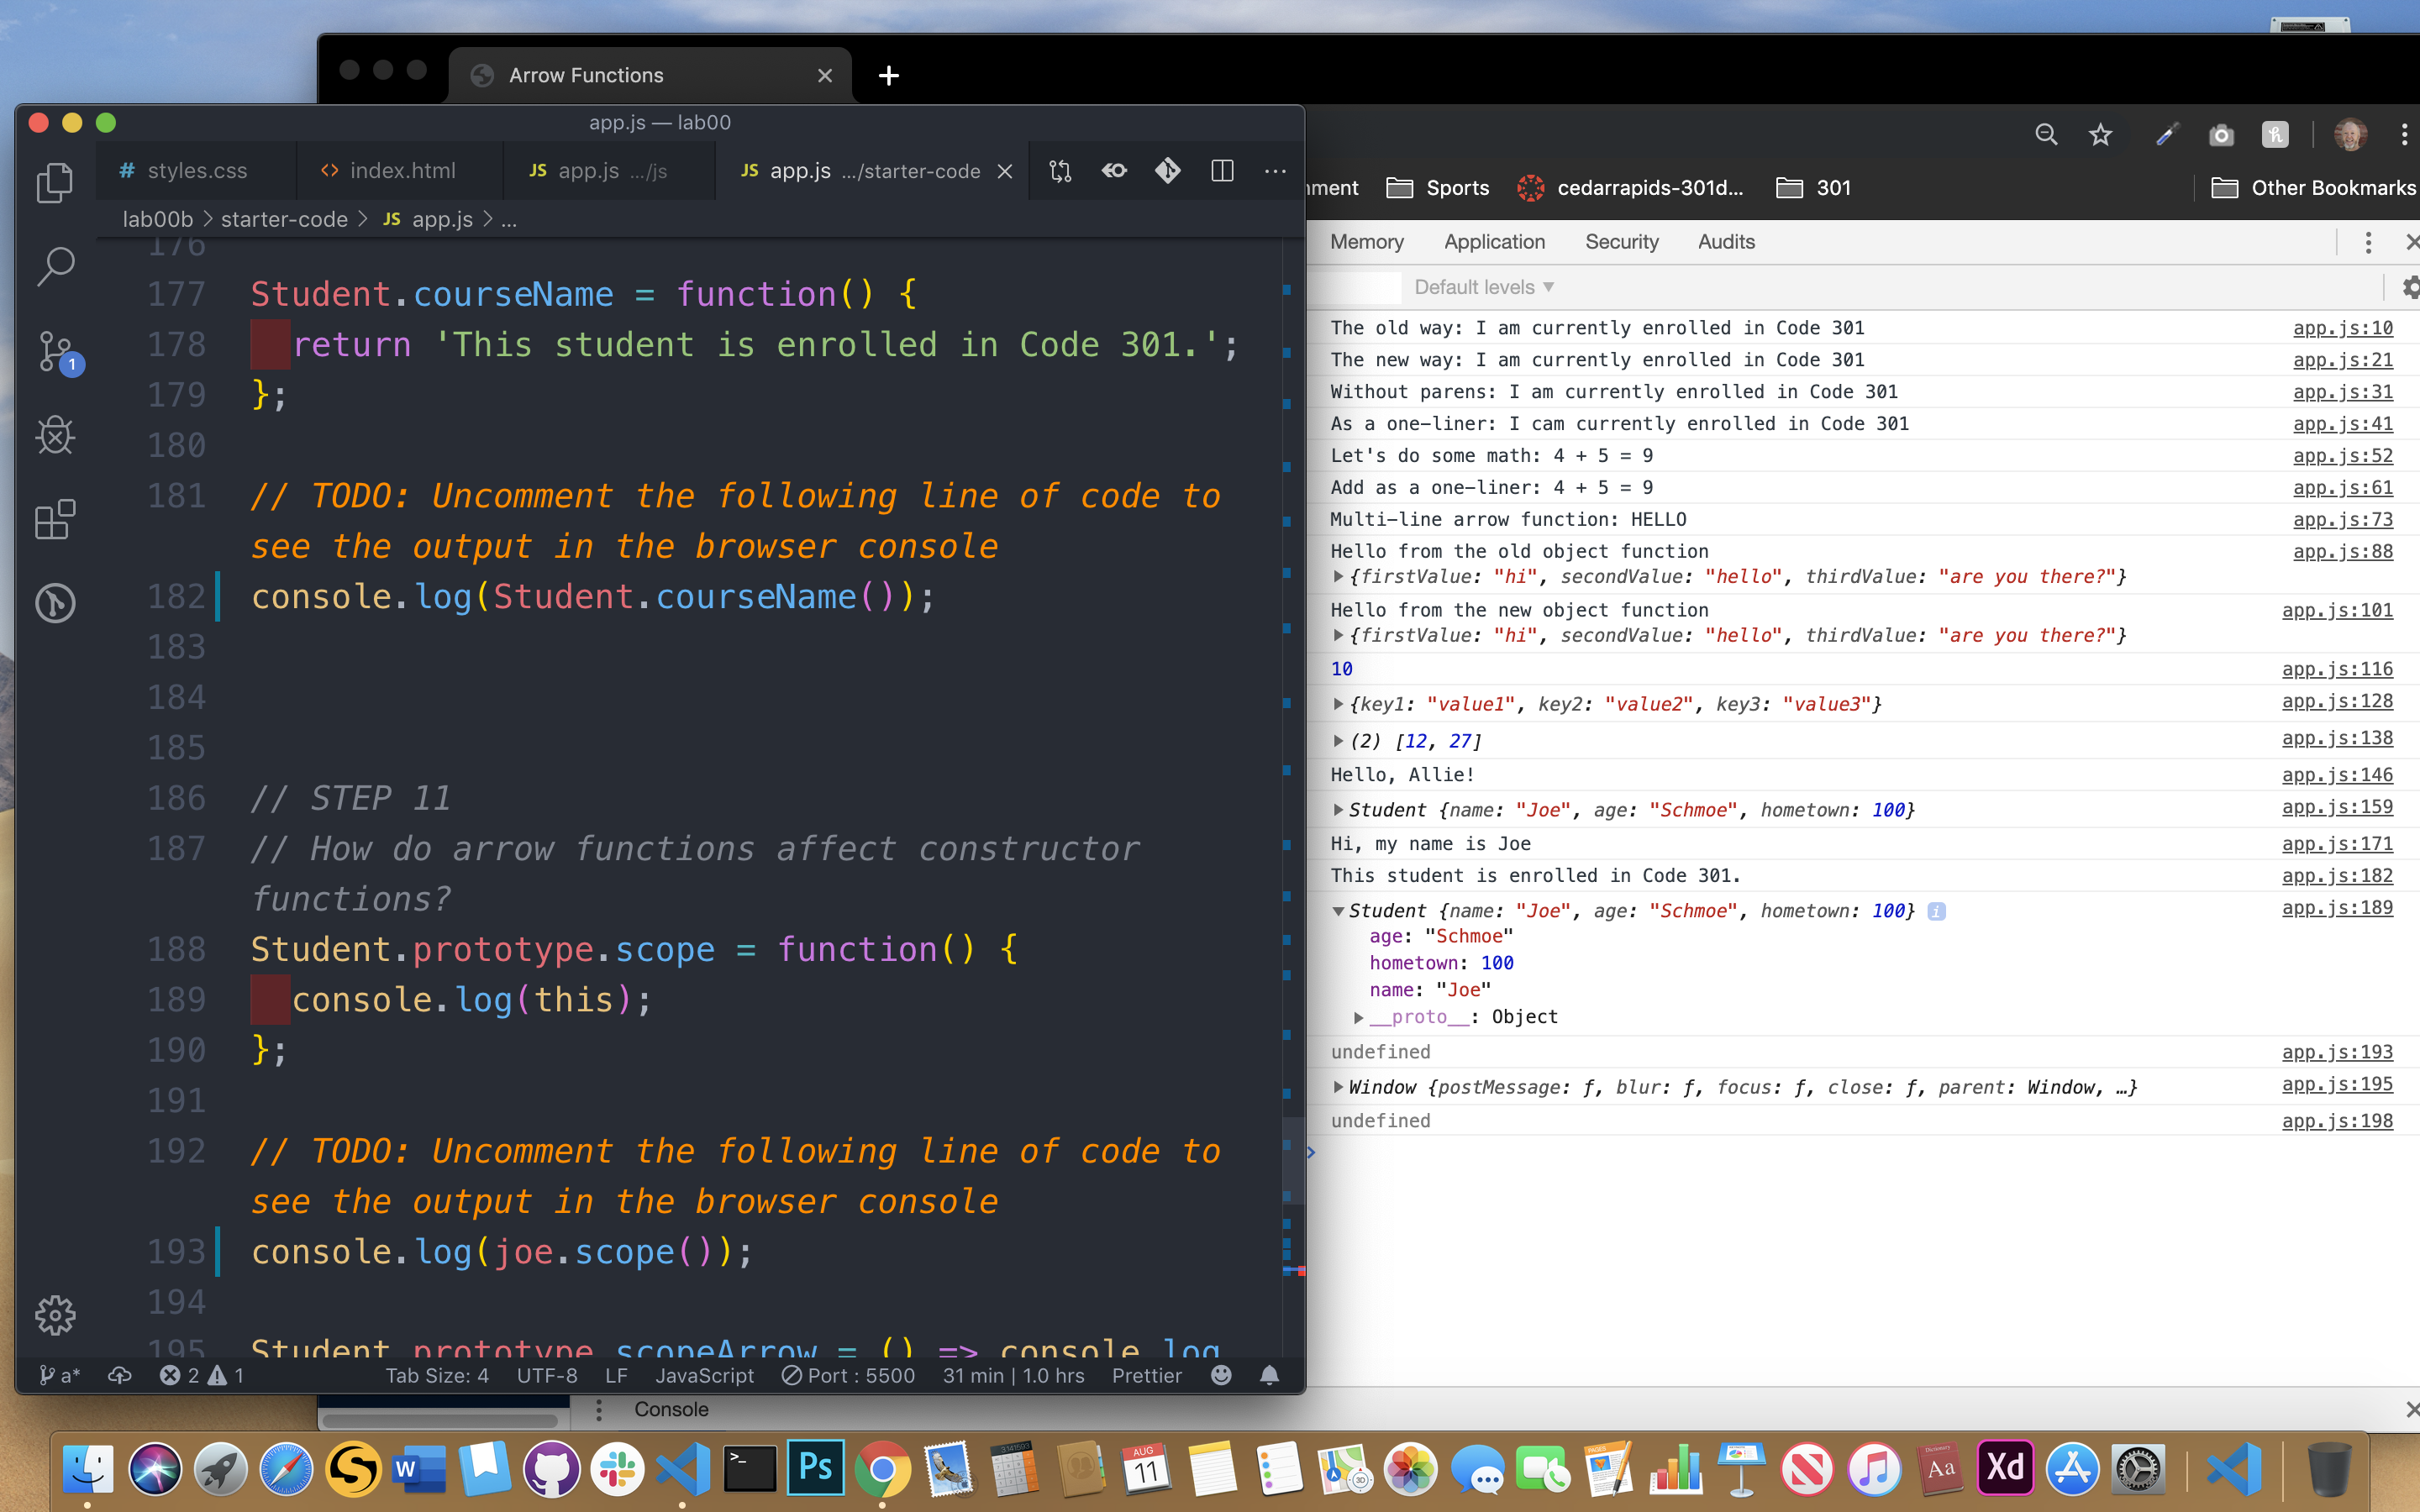 Arrow Functions
app.js — lab00
# styles.css
<> index.html
JS app.js .../js
JS app.js .../starter-code
lab00b > starter-code > JS app.js > ...
176
177 Student.courseName = function() {
178 return 'This student is enrolled in Code 301.';
179 };
180
181 // TODO: Uncomment the following line of code to
see the output in the browser console
182 console.log(Student.courseName());
183
184
185
186 // STEP 11
187 // How do arrow functions affect constructor
functions?
188 Student.prototype.scope = function() {
189 console.log(this);
190 };
191
192 // TODO: Uncomment the following line of code to
see the output in the browser console
193 console.log(joe.scope());
194
195 Student.prototype.scopeArrow = () => console.log
1
a* 2 1 Tab Size: 4 UTF-8 LF JavaScript Port : 5500 31 min | 1.0 hrs Prettier
nment Sports cedarrapids-301d... 301 Other Bookmarks
Memory Application Security Audits
Default levels ▼
The old way: I am currently enrolled in Code 301 app.js:10
The new way: I am currently enrolled in Code 301 app.js:21
Without parens: I am currently enrolled in Code 301 app.js:31
As a one-liner: I cam currently enrolled in Code 301 app.js:41
Let's do some math: 4 + 5 = 9 app.js:52
Add as a one-liner: 4 + 5 = 9 app.js:61
Multi-line arrow function: HELLO app.js:73
Hello from the old object function app.js:88
{firstValue: "hi", secondValue: "hello", thirdValue: "are you there?"}
Hello from the new object function app.js:101
{firstValue: "hi", secondValue: "hello", thirdValue: "are you there?"}
10 app.js:116
{key1: "value1", key2: "value2", key3: "value3"} app.js:128
(2) [12, 27] app.js:138
Hello, Allie! app.js:146
Student {name: "Joe", age: "Schmoe", hometown: 100} app.js:159
Hi, my name is Joe app.js:171
This student is enrolled in Code 301. app.js:182
Student {name: "Joe", age: "Schmoe", hometown: 100} i app.js:189
age: "Schmoe"
hometown: 100
name: "Joe"
__proto__: Object
undefined app.js:193
Window {postMessage: ƒ, blur: ƒ, focus: ƒ, close: ƒ, parent: Window, …} app.js:195
undefined app.js:198
Console
W
Ps
AUG
11
PAGES
3D
Aa
Xd